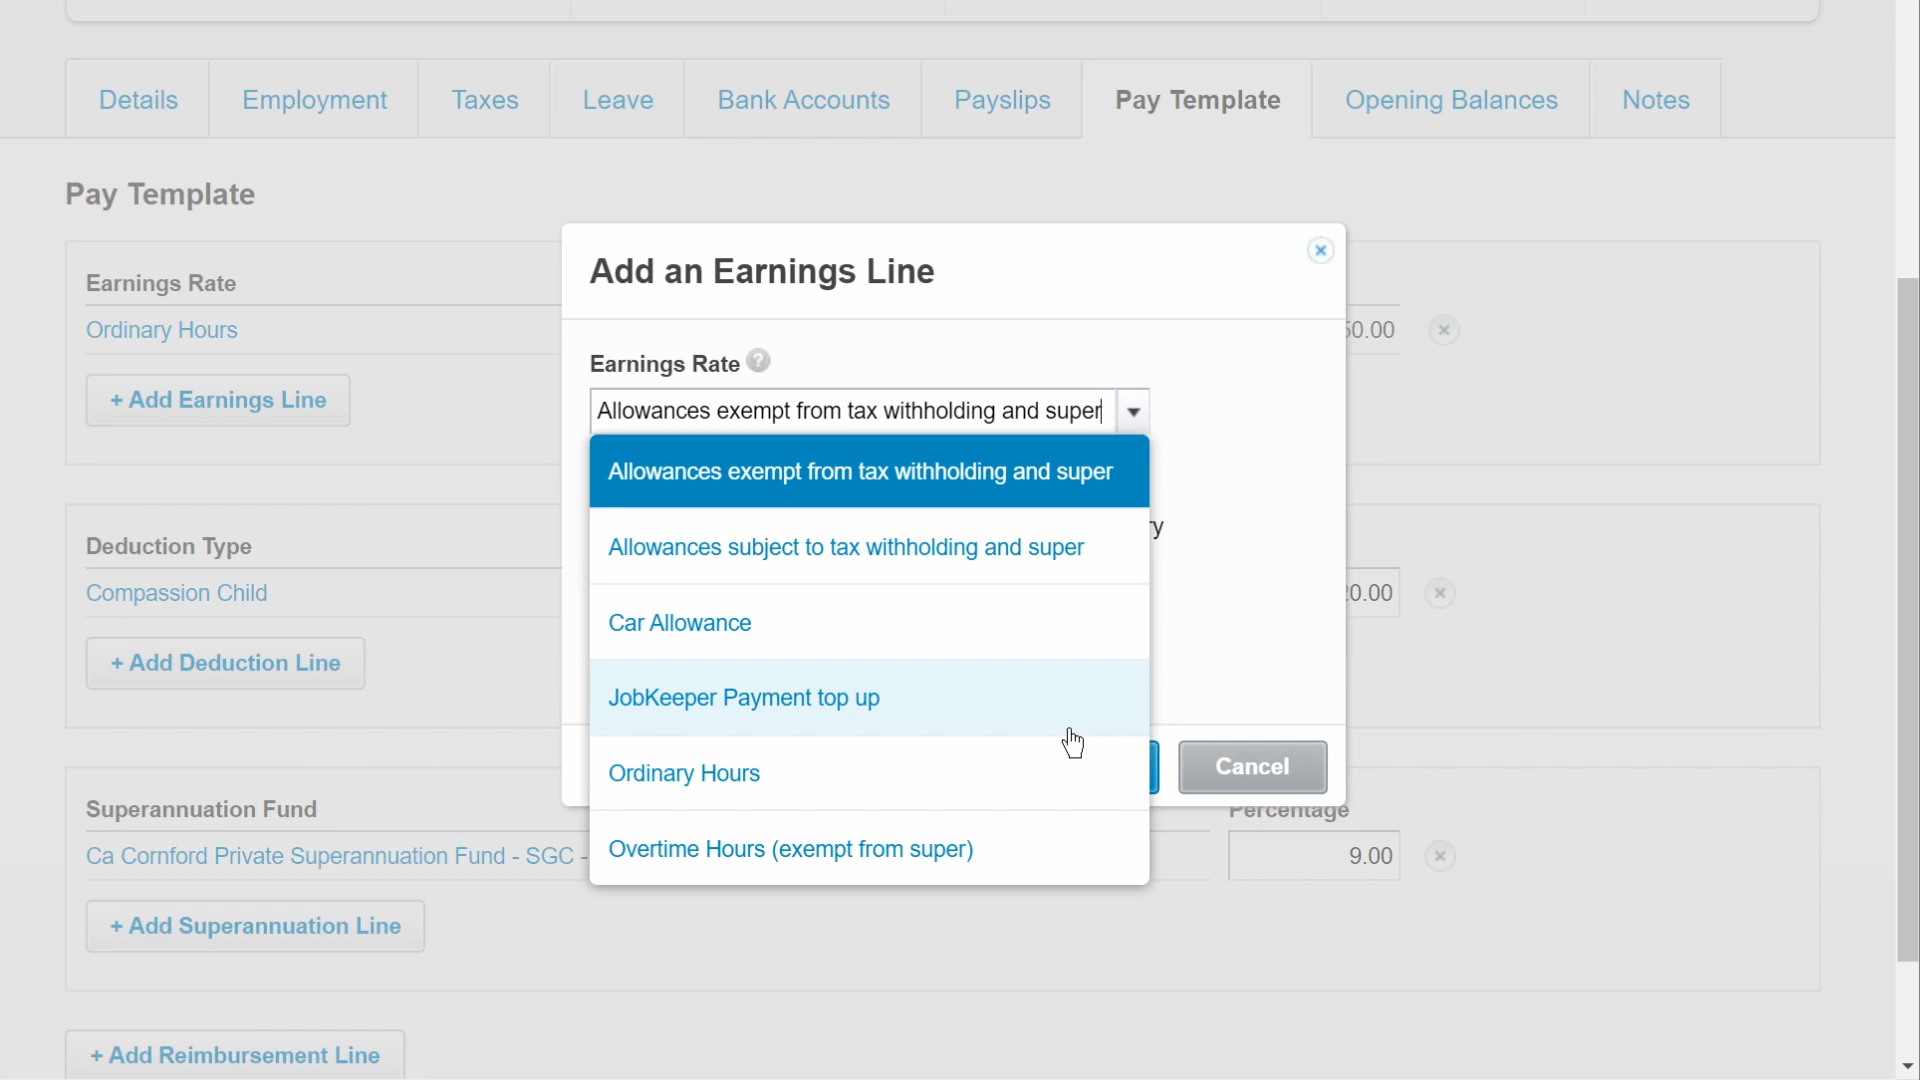 Details Employment Taxes Leave Bank Accounts Payslips Pay Template Opening Balances Notes
Pay Template
Add an Earnings Line
Earnings Rate
Earnings Rate ?
Ordinary Hours
50.00
+ Add Earnings Line
Allowances exempt from tax withholding and super
Allowances exempt from tax withholding and super
Allowances subject to tax withholding and super
Car Allowance
JobKeeper Payment top up
Ordinary Hours
Overtime Hours (exempt from super)
Cancel
Deduction Type
Compassion Child
20.00
+ Add Deduction Line
Superannuation Fund
Percentage
Ca Cornford Private Superannuation Fund - SGC -
9.00
+ Add Superannuation Line
+ Add Reimbursement Line